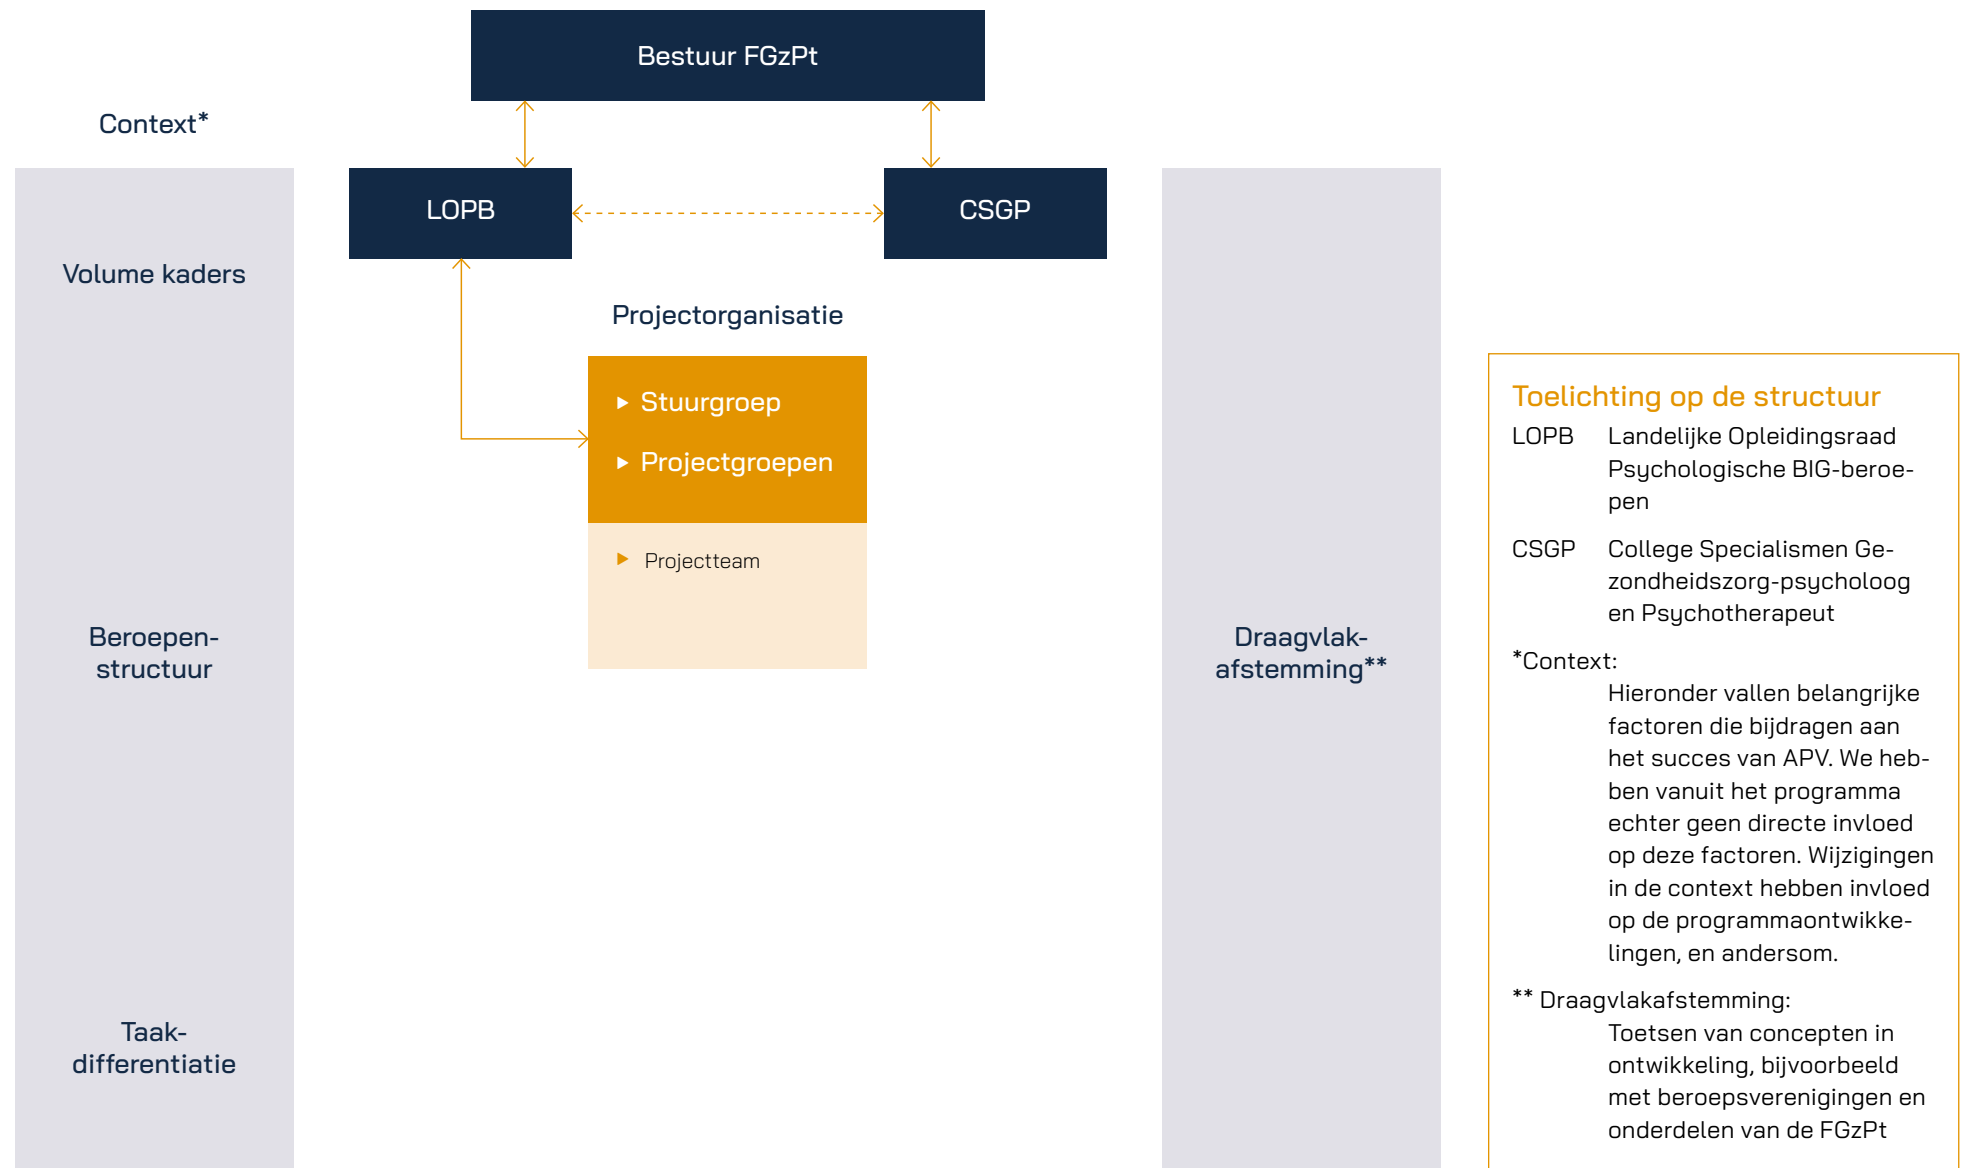 Bestuur FGzPt
Context*
LOPB
CSGP
Volume kaders
Projectorganisatie
Stuurgroep
Projectgroepen
Projectteam
Beroepen-
structuur
Taak-
differentiatie
Draagvlak-
afstemming**
Toelichting op de structuur
LOPB Landelijke Opleidingsraad
Psychologische BIG-beroe-
pen
CSGP College Specialismen Ge-
zondheidszorg-psycholoog
en Psychotherapeut
*Context:
Hieronder vallen belangrijke
factoren die bijdragen aan
het succes van APV. We heb-
ben vanuit het programma
echter geen directe invloed
op deze factoren. Wijzigingen
in de context hebben invloed
op de programmaontwikke-
lingen, en andersom.
** Draagvlakafstemming:
Toetsen van concepten in
ontwikkeling, bijvoorbeeld
met beroepsverenigingen en
onderdelen van de FGzPt